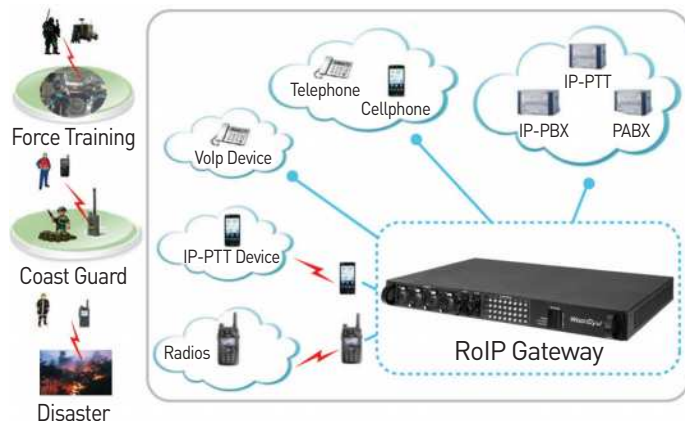 Force Training
Coast Guard
Disaster
Telephone
Cellphone
IP-PTT
IP-PBX
PABX
VoIp Device
IP-PTT Device
Radios
RoIP Gateway